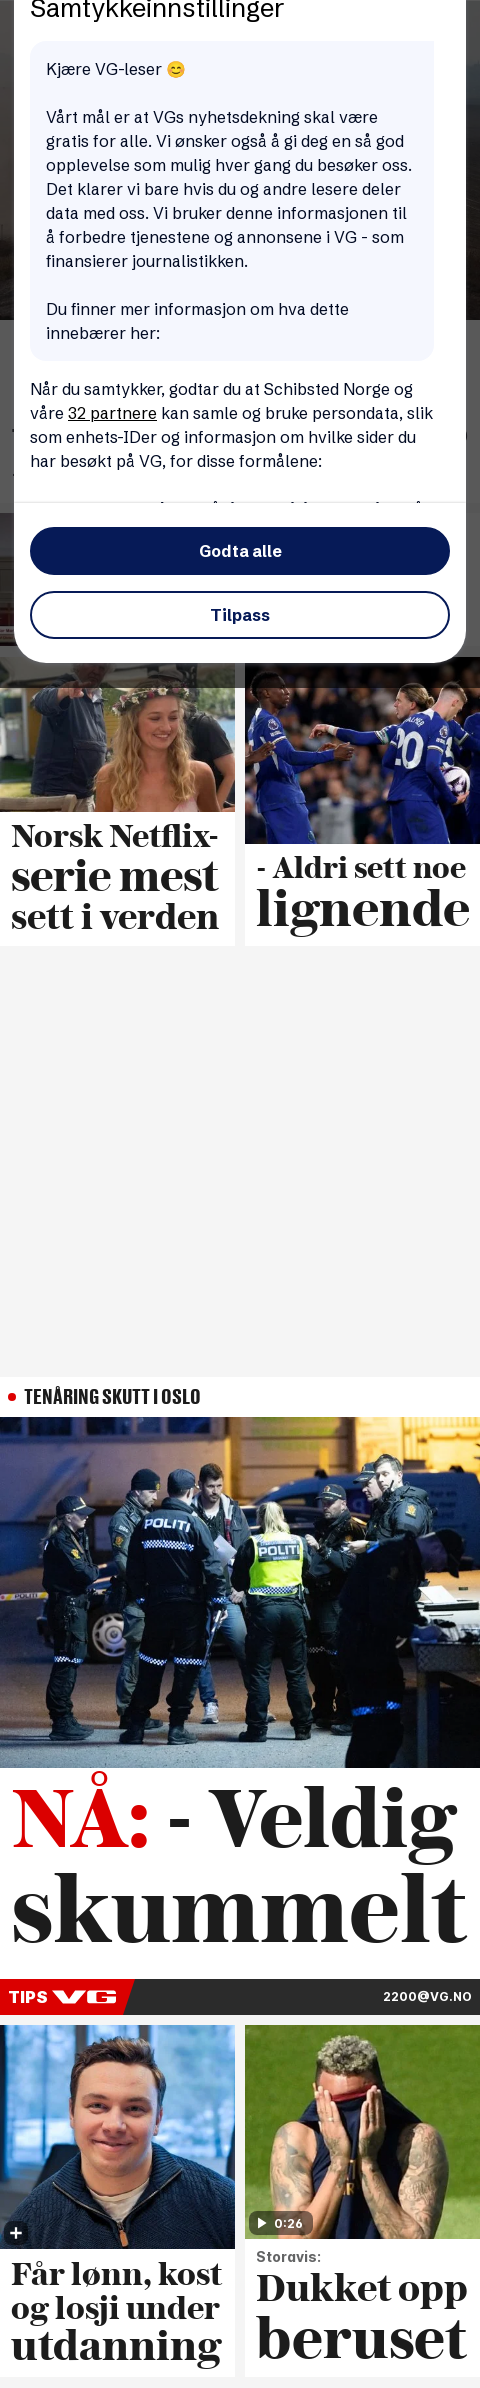 Samtykkeinnstillinger
Kjære VG-leser 😊
Vårt mål er at VGs nyhetsdekning skal være
gratis for alle. Vi ønsker også å gi deg en så god
opplevelse som mulig hver gang du besøker oss.
Det klarer vi bare hvis du og andre lesere deler
data med oss. Vi bruker denne informasjonen til
å forbedre tjenestene og annonsene i VG - som
finansierer journalistikken.
Du finner mer informasjon om hva dette
innebærer her:
Når du samtykker, godtar du at Schibsted Norge og
våre 32 partnere kan samle og bruke persondata, slik
som enhets-IDer og informasjon om hvilke sider du
har besøkt på VG, for disse formålene:
Godta alle
Tilpass
Norsk Netflix-
serie mest
sett i verden
20
- Aldri sett noe
lignende
TENÅRING SKUTT I OSLO
POLITI
POLITI
NÅ: - Veldig
skummelt
TIPS VG
2200@VG.NO
Får lønn, kost
og losji under
utdanning
0:26
Storavis:
Dukket opp
beruset